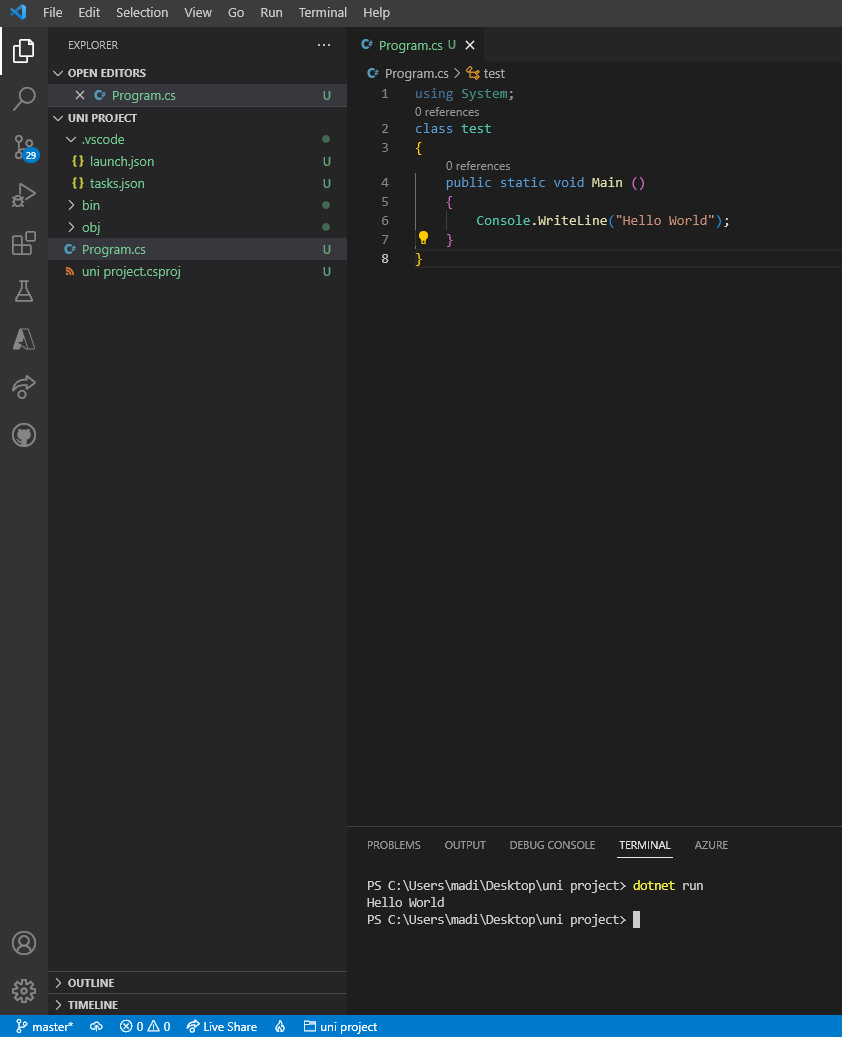 File Edit Selection View Go Run Terminal Help
EXPLORER ...
OPEN EDITORS
Program.cs U
UNI PROJECT
.vscode
{} launch.json U
{} tasks.json U
bin
obj
Program.cs U
uni project.csproj U
29
OUTLINE
TIMELINE
Program.cs U
Program.cs > test
1 using System;
0 references
2 class test
3 {
0 references
4 public static void Main ()
5 {
6 Console.WriteLine("Hello World");
7 }
8 }
PROBLEMS OUTPUT DEBUG CONSOLE TERMINAL AZURE
PS C:\Users\madi\Desktop\uni project> dotnet run
Hello World
PS C:\Users\madi\Desktop\uni project>
master* 0 0 Live Share uni project